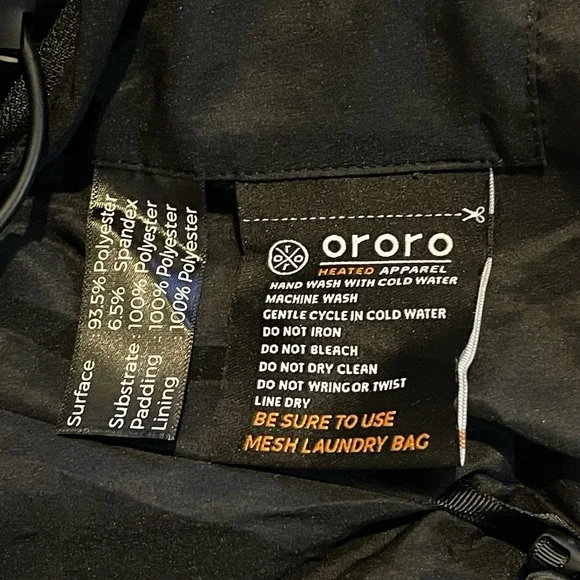 Surface : 93.5% Polyester
6.5% Spandex
Substrate : 100% Polyester
Padding : 100% Polyester
Lining : 100% Polyester
ororo
HEATED APPAREL
HAND WASH WITH COLD WATER
MACHINE WASH
GENTLE CYCLE IN COLD WATER
DO NOT IRON
DO NOT BLEACH
DO NOT DRY CLEAN
DO NOT WRING OR TWIST
LINE DRY
BE SURE TO USE
MESH LAUNDRY BAG